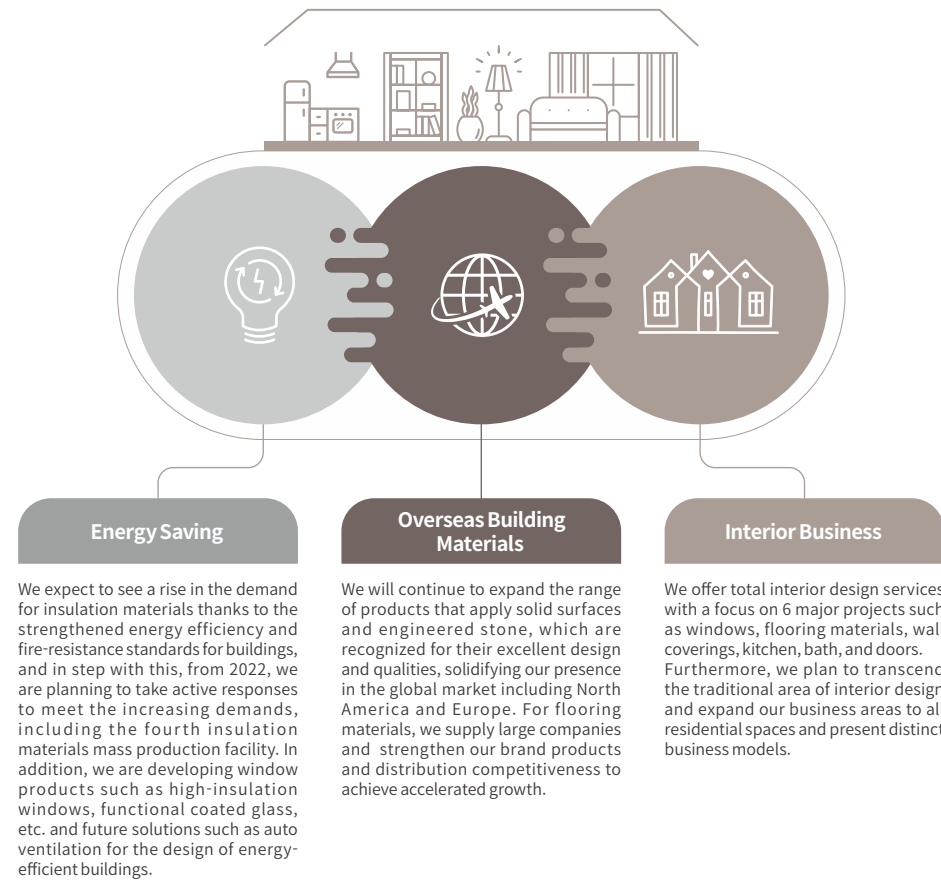 Energy Saving
We expect to see a rise in the demand
for insulation materials thanks to the
strengthened energy efficiency and
fire-resistance standards for buildings,
and in step with this, from 2022, we
are planning to take active responses
to meet the increasing demands,
including the fourth insulation
materials mass production facility. In
addition, we are developing window
products such as high-insulation
windows, functional coated glass,
etc. and future solutions such as auto
ventilation for the design of energy-
efficient buildings.
Overseas Building
Materials
We will continue to expand the range
of products that apply solid surfaces
and engineered stone, which are
recognized for their excellent design
and qualities, solidifying our presence
in the global market including North
America and Europe. For flooring
materials, we supply large companies
and strengthen our brand products
and distribution competitiveness to
achieve accelerated growth.
Interior Business
We offer total interior design services
with a focus on 6 major projects such
as windows, flooring materials, wall
coverings, kitchen, bath, and doors.
Furthermore, we plan to transcend
the traditional area of interior design
and expand our business areas to all
residential spaces and present distinct
business models.